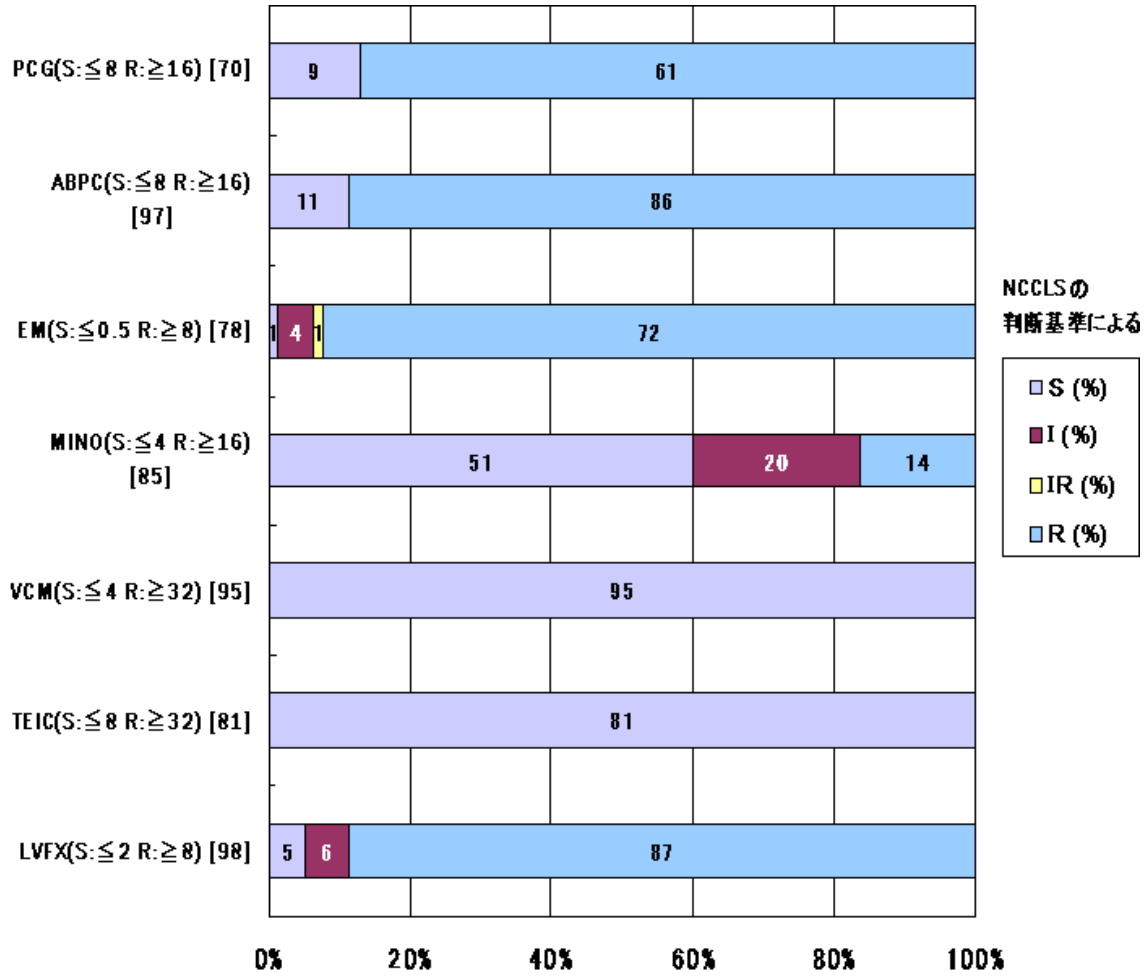 PCG(S:≦8 R:≧16) [70]
9
61
ABPC(S:≦8 R:≧16)
[97]
11
86
EM(S:≦0.5 R:≧8) [78]
1
4
1
72
MINO(S:≦4 R:≧16)
[85]
51
20
14
VCM(S:≦4 R:≧32) [95]
95
TEIC(S:≦8 R:≧32) [81]
81
LVFX(S:≦2 R:≧8) [98]
5
6
87
0%
20%
40%
60%
80%
100%
NCCLSの
判断基準による
S (%)
I (%)
IR (%)
R (%)